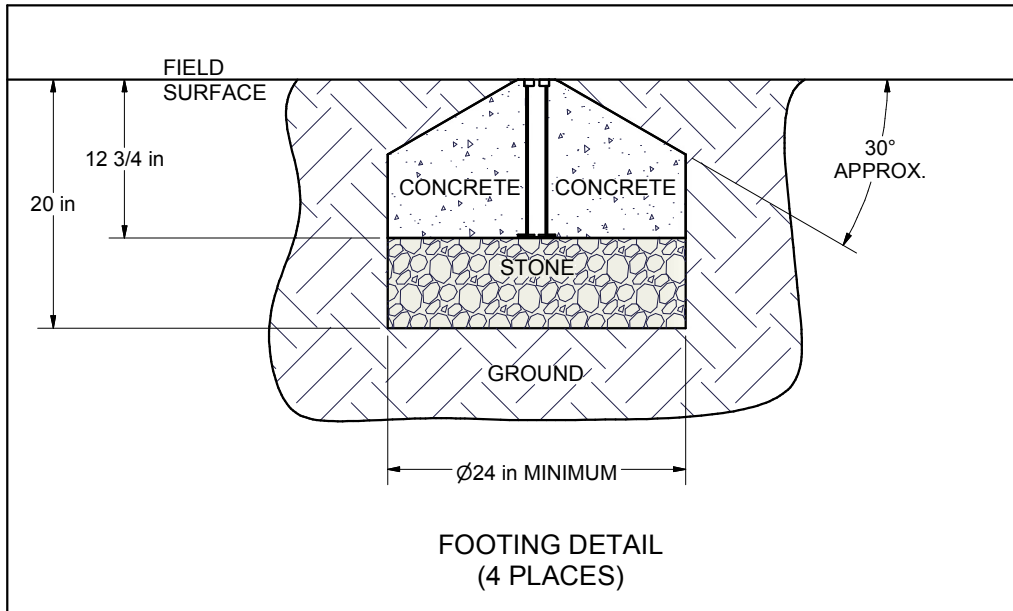 FIELD
SURFACE
12 3/4 in
20 in
30°
APPROX.
CONCRETE
CONCRETE
STONE
GROUND
Ø24 in MINIMUM
FOOTING DETAIL
(4 PLACES)